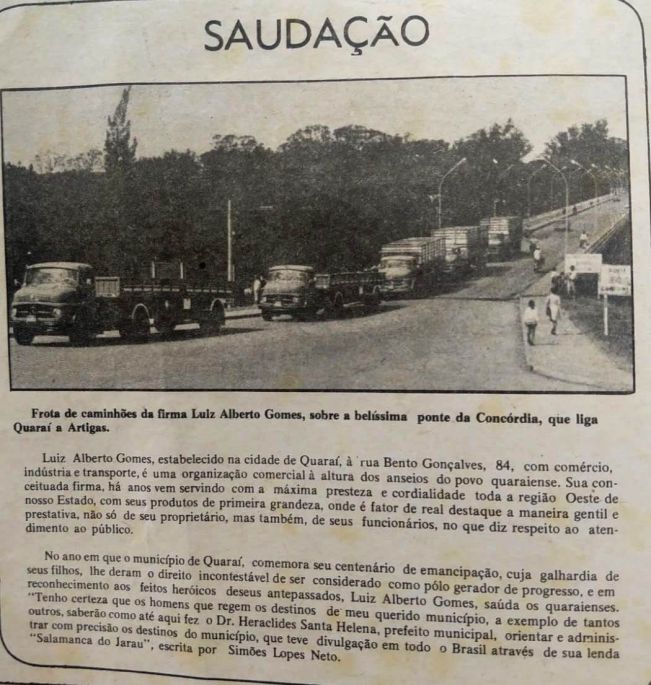 SAUDAÇÃO
Frota de caminhões da firma Luiz Alberto Gomes, sobre a belíssima ponte da Concórdia, que liga
Quaraí a Artigas.
Luiz Alberto Gomes, estabelecido na cidade de Quaraí, à rua Bento Gonçalves, 84, com comércio,
indústria e transporte, é uma organização comercial à altura dos anseios do povo quaraiense. Sua con-
ceituada firma, há anos vem servindo com a máxima presteza e cordialidade toda a região Oeste de
nosso Estado, com seus produtos de primeira grandeza, onde é fator de real destaque a maneira gentil e
prestativa, não só de seu proprietário, mas também, de seus funcionários, no que diz respeito ao aten-
dimento ao público.
No ano em que o município de Quaraí, comemora seu centenário de emancipação, cuja galhardia de
seus filhos, lhe deram o direito incontestável de ser considerado como pólo gerador de progresso, e em
reconhecimento aos feitos heróicos deseus antepassados, Luiz Alberto Gomes, saúda os quaraienses.
"Tenho certeza que os homens que regem os destinos de meu querido município, a exemplo de tantos
outros, saberão como até aqui fez o Dr. Heraclides Santa Helena, prefeito municipal, orientar e adminis-
trar com precisão os destinos do município, que teve divulgação em todo o Brasil através de sua lenda
"Salamanca do Jarau", escrita por Simões Lopes Neto.